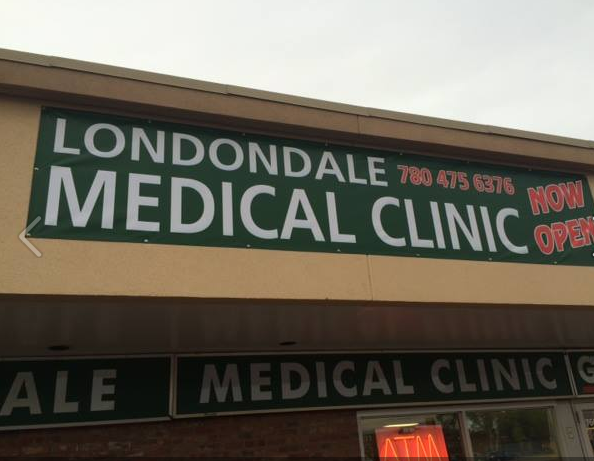 LONDONDALE 780 475 6376
MEDICAL CLINIC
NOW
OPEN
ALE MEDICAL CLINIC G
ATM